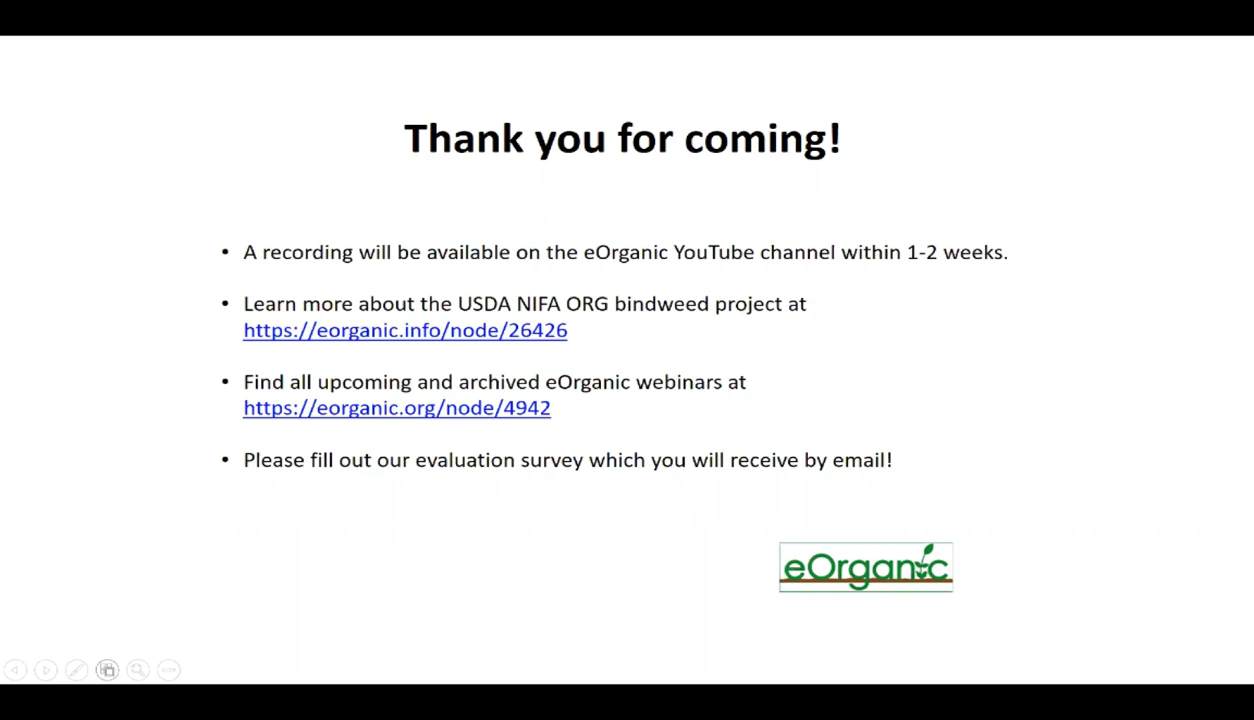 Thank you for coming!
• A recording will be available on the eOrganic YouTube channel within 1-2 weeks.
• Learn more about the USDA NIFA ORG bindweed project at
https://eorganic.info/node/26426
• Find all upcoming and archived eOrganic webinars at
https://eorganic.org/node/4942
• Please fill out our evaluation survey which you will receive by email!
eOrganic